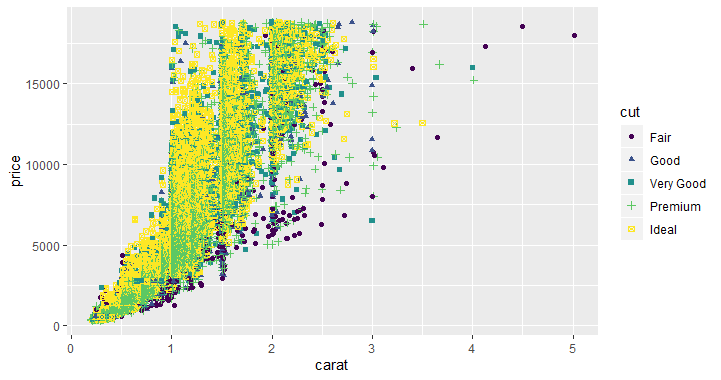 15000
10000
5000
0
price
0
1
2
3
4
5
carat
cut
Fair
Good
Very Good
Premium
Ideal